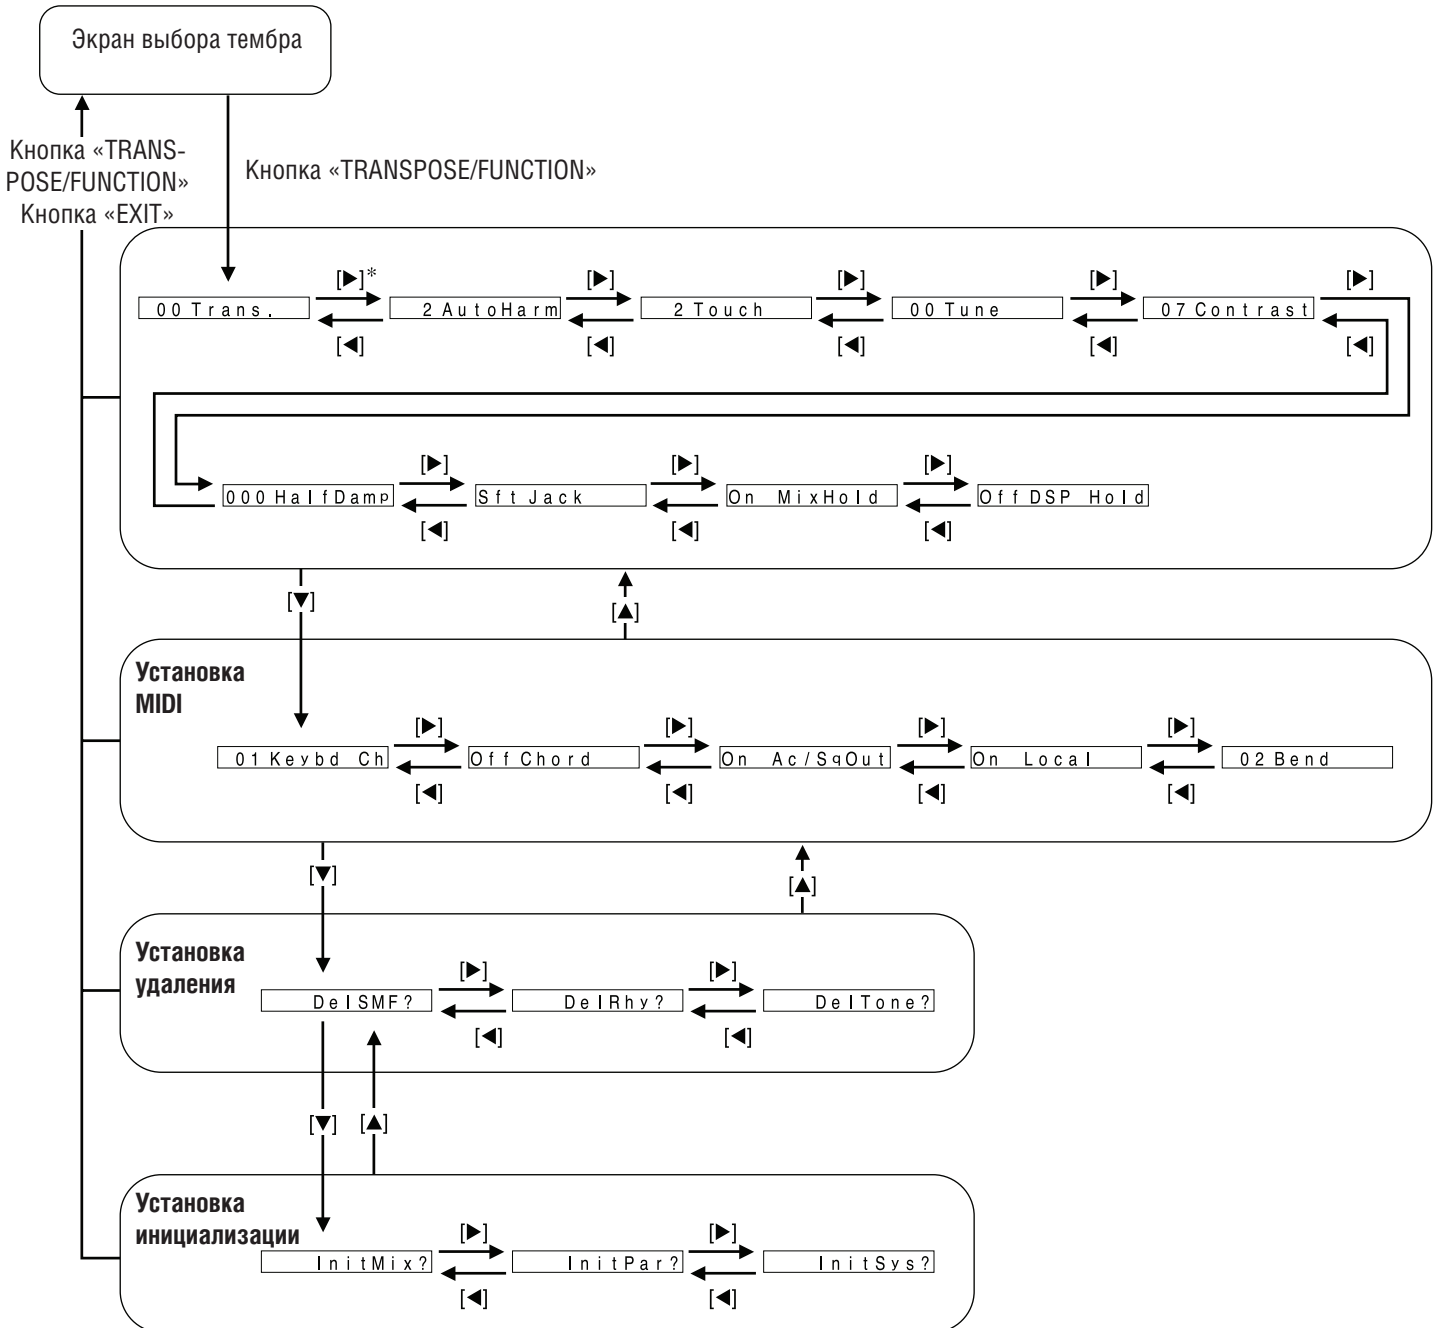 Экран выбора тембра
Кнопка «TRANS-
POSE/FUNCTION»
Кнопка «EXIT»
Кнопка «TRANSPOSE/FUNCTION»
[▶]* [▶] [▶] [▶] [▶]
00 Trans. 2 AutoHarm 2 Touch 00 Tune 07 Contrast
[◀] [◀] [◀] [◀] [◀]
[▶] [▶] [▶]
000 HalfDamp Sft Jack On MixHold Off DSP Hold
[◀] [◀] [◀]
[▼] [▲]
Установка
MIDI
[▶] [▶] [▶] [▶]
01 Keybd Ch Off Chord On Ac/SqOut On Local 02 Bend
[◀] [◀] [◀] [◀]
[▼] [▲]
Установка
удаления
[▶] [▶]
DelSMF? DelRhy? DelTone?
[◀] [◀]
[▼] [▲]
Установка
инициализации
[▶] [▶]
InitMix? InitPar? InitSys?
[◀] [◀]